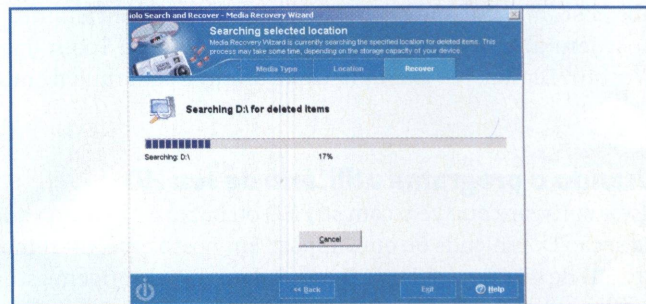 iolo Search and Recover - Media Recovery Wizard
Searching selected location
Media Recovery Wizard is currently searching the specified location for deleted items. This
process may take some time, depending on the storage capacity of your device.
Media Type Location Recover
Searching D:\ for deleted items
Searching: D:\ 17%
Cancel
<< Back Exit Help